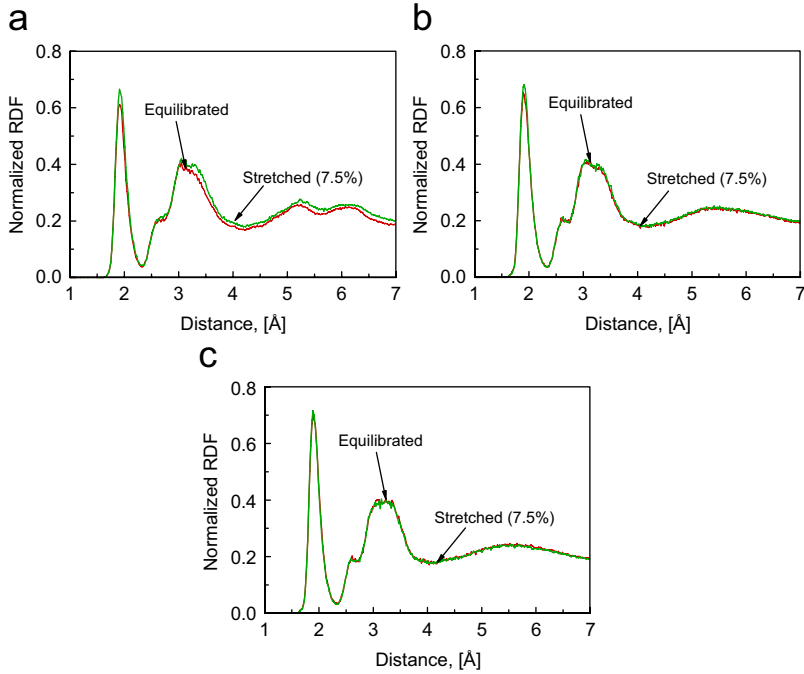 a
0.8
0.6
0.4
0.2
0.0
Normalized RDF
Equilibrated
Stretched (7.5%)
1 2 3 4 5 6 7
Distance, [Å]
b
0.8
0.6
0.4
0.2
0.0
Normalized RDF
Equilibrated
Stretched (7.5%)
1 2 3 4 5 6 7
Distance, [Å]
c
0.8
0.6
0.4
0.2
0.0
Normalized RDF
Equilibrated
Stretched (7.5%)
1 2 3 4 5 6 7
Distance, [Å]